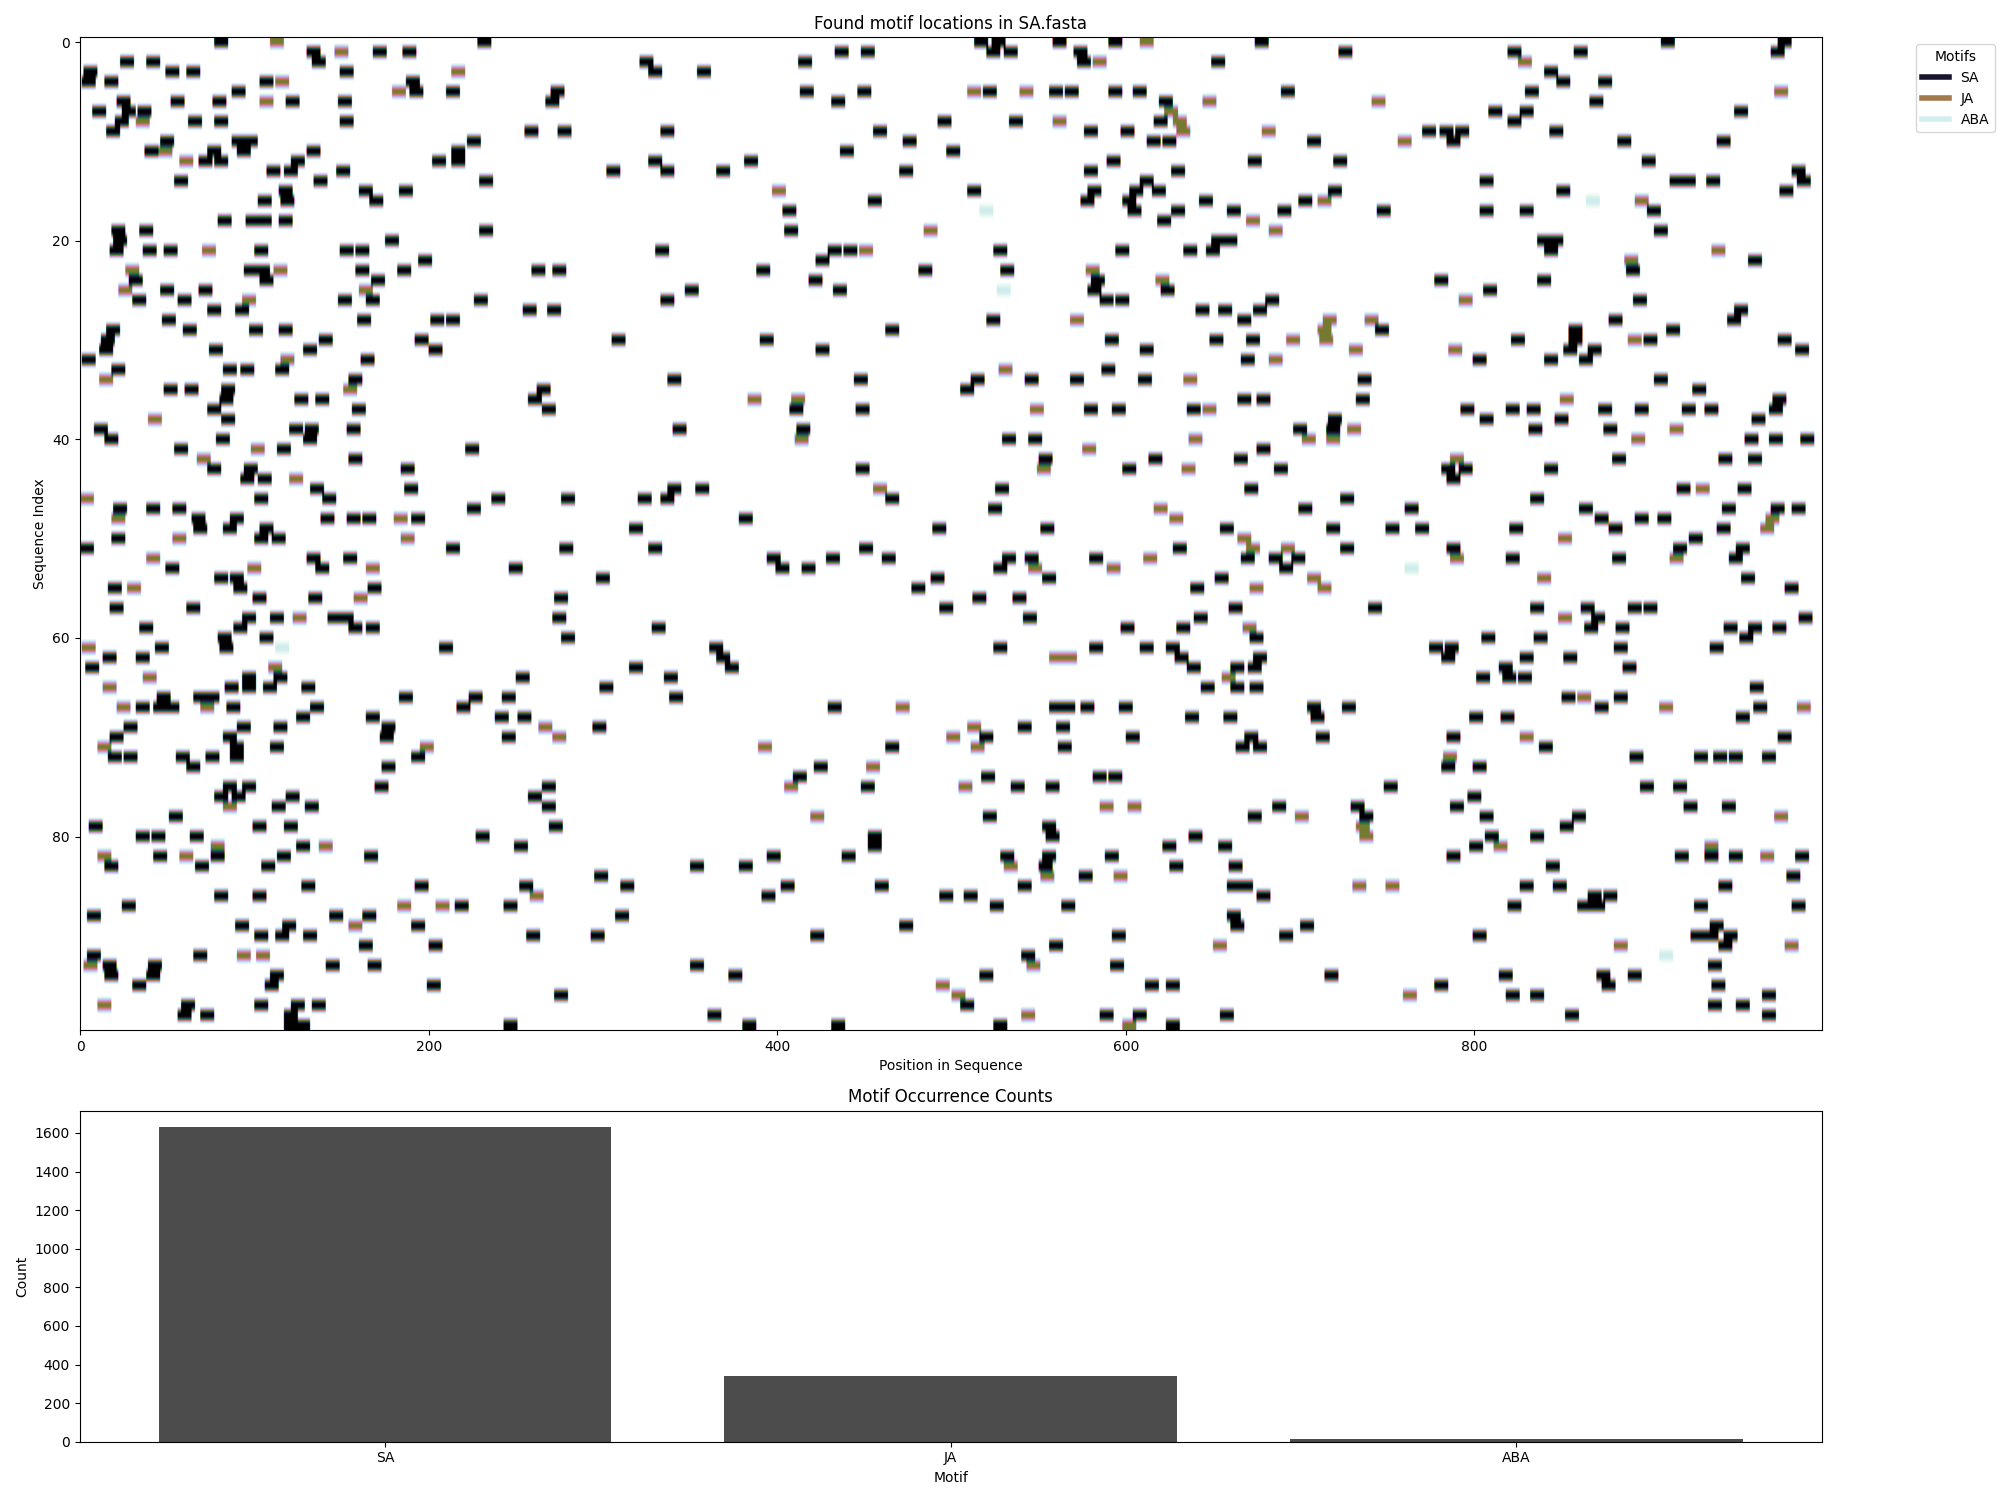 Found motif locations in SA.fasta
0
20
40
60
80
Sequence Index
0
200
400
600
800
Position in Sequence
Motifs
SA
JA
ABA
Motif Occurrence Counts
1600
1400
1200
1000
800
600
400
200
0
Count
SA
JA
ABA
Motif